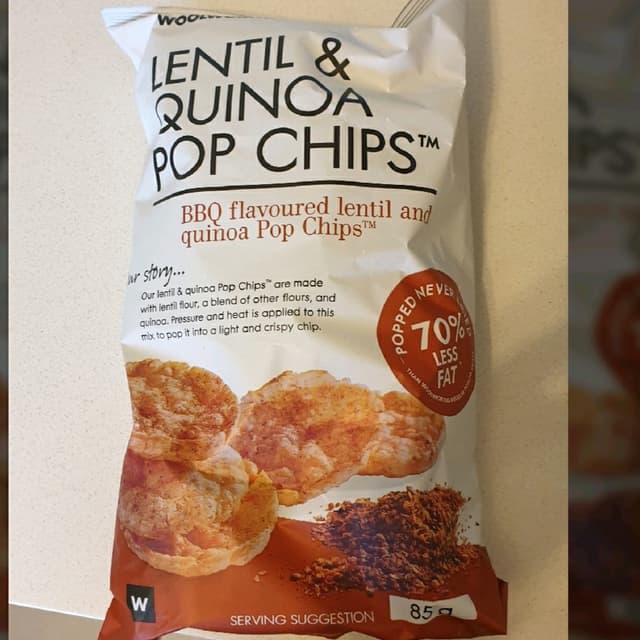 LENTIL &
QUINOA
POP CHIPS™
BBQ flavoured lentil and
quinoa Pop Chips™
story...
Our lentil & quinoa Pop Chips™ are made
with lentil flour, a blend of other flours, and
quinoa. Pressure and heat is applied to this
mix, to pop it into a light and crispy chip.
POPPED NEVER
70%
LESS
FAT
W
SERVING SUGGESTION
85g